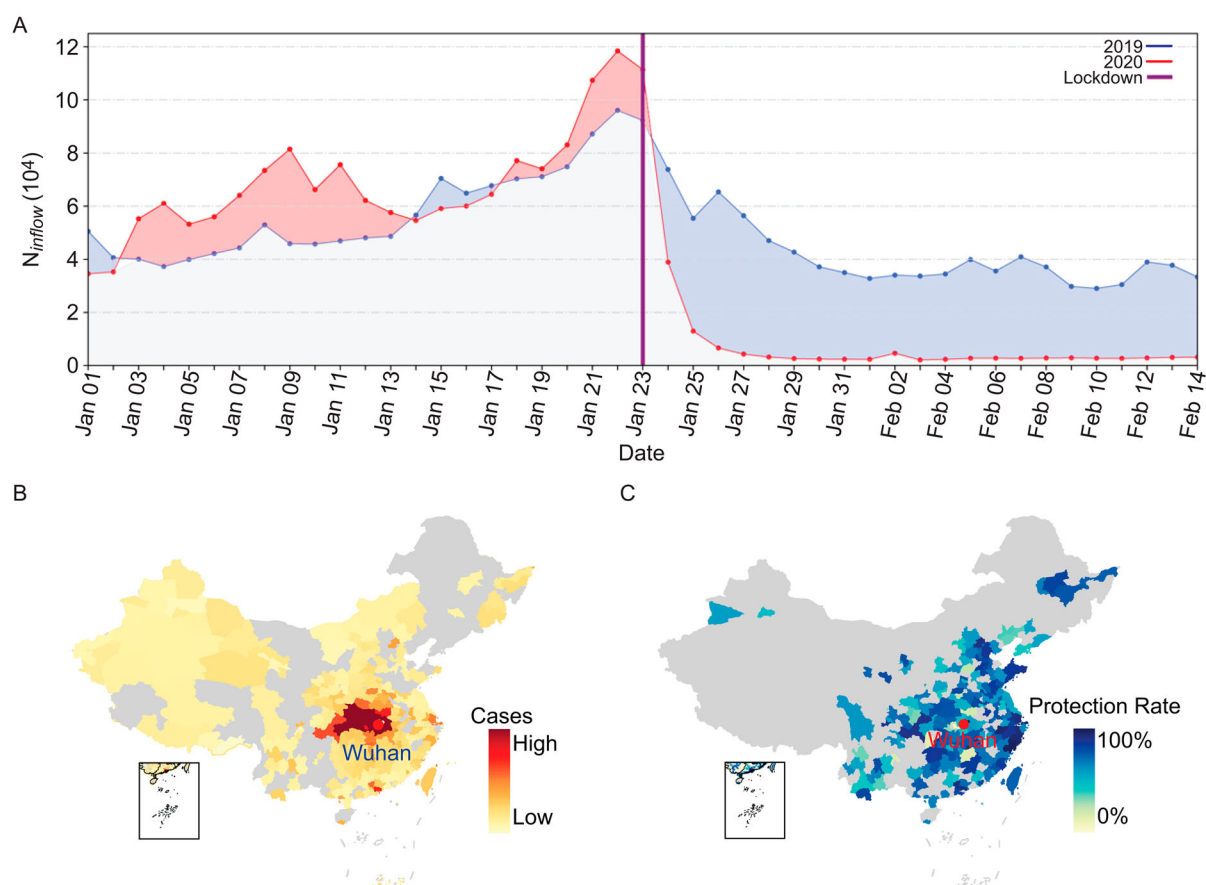 A
12
10
8
6
4
2
0
N_inflow (10⁴)
2019
2020
Lockdown
Jan 01
Jan 03
Jan 05
Jan 07
Jan 09
Jan 11
Jan 13
Jan 15
Jan 17
Jan 19
Jan 21
Jan 23
Jan 25
Jan 27
Jan 29
Jan 31
Feb 02
Feb 04
Feb 06
Feb 08
Feb 10
Feb 12
Feb 14
Date
B
Wuhan
Cases
High
Low
C
Wuhan
Protection Rate
100%
0%